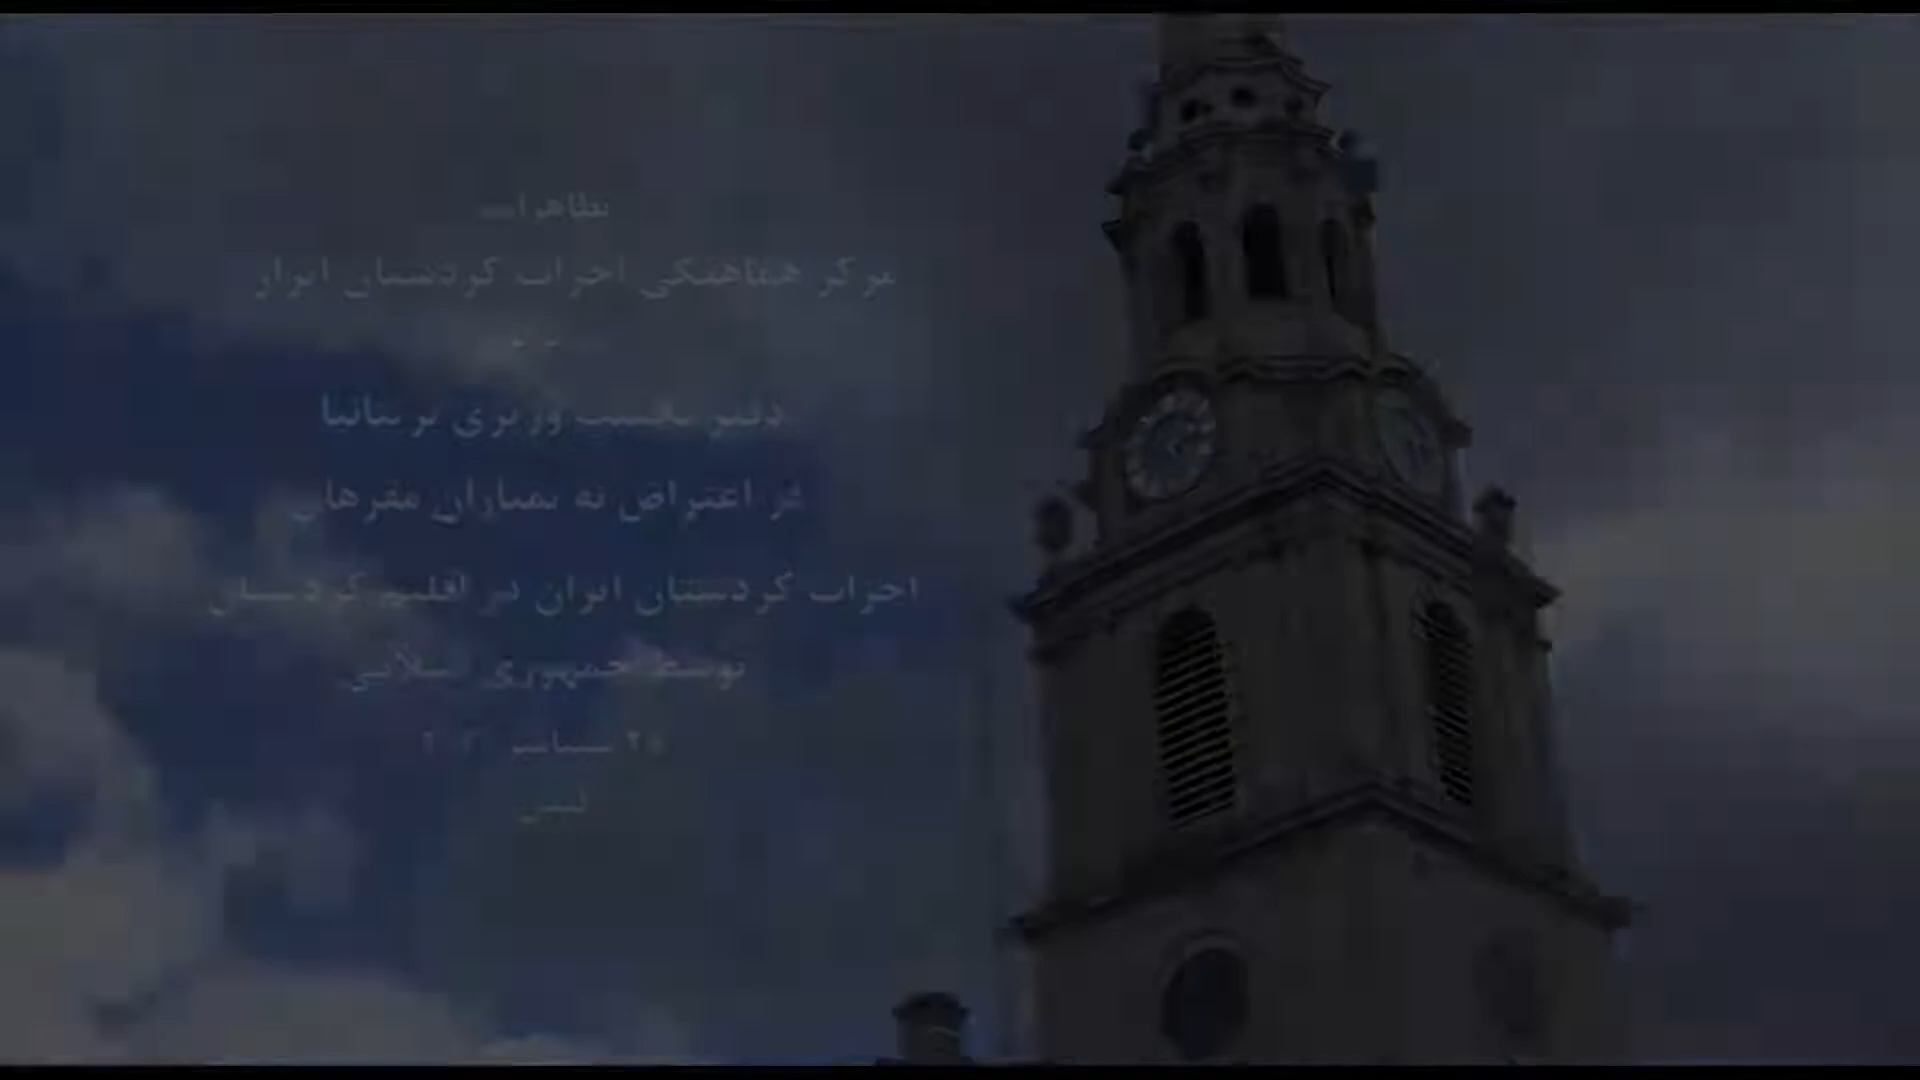 تظاهرات
مرکز هماهنگی احزاب کردستان ایران
دفتر نخست وزیری بریتانیا
در اعتراض به بمباران مقرهای
احزاب کردستان ایران در اقلیم کردستان
توسط جمهوری اسلامی
سپتامبر
لندن